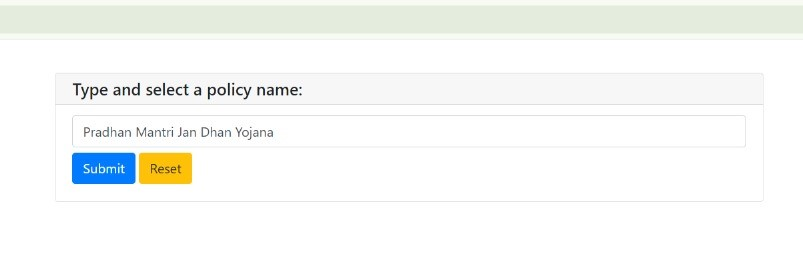 Type and select a policy name:
Pradhan Mantri Jan Dhan Yojana
Submit Reset